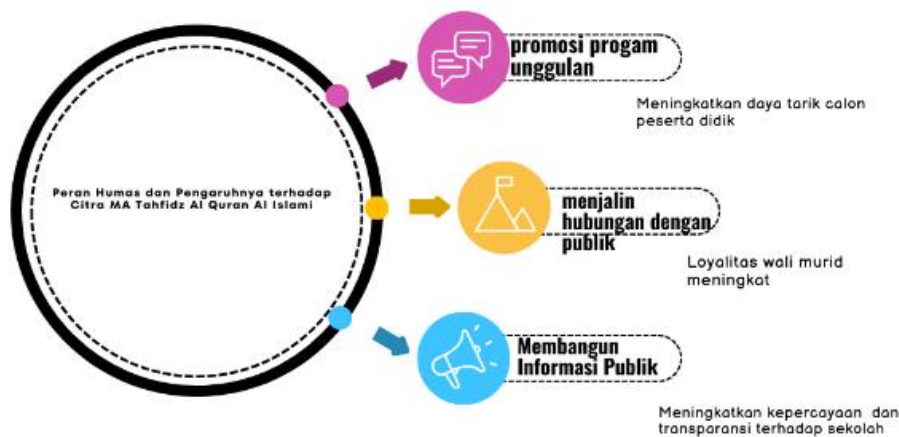 Peran Humas dan Pengaruhnya terhadap
Citra MA Tahfidz Al Quran Al Islami
promosi progam
unggulan
Meningkatkan daya tarik calon
peserta didik
menjalin
hubungan dengan
publik
Loyalitas wali murid
meningkat
Membangun
Informasi Publik
Meningkatkan kepercayaan dan
transparansi terhadap sekolah